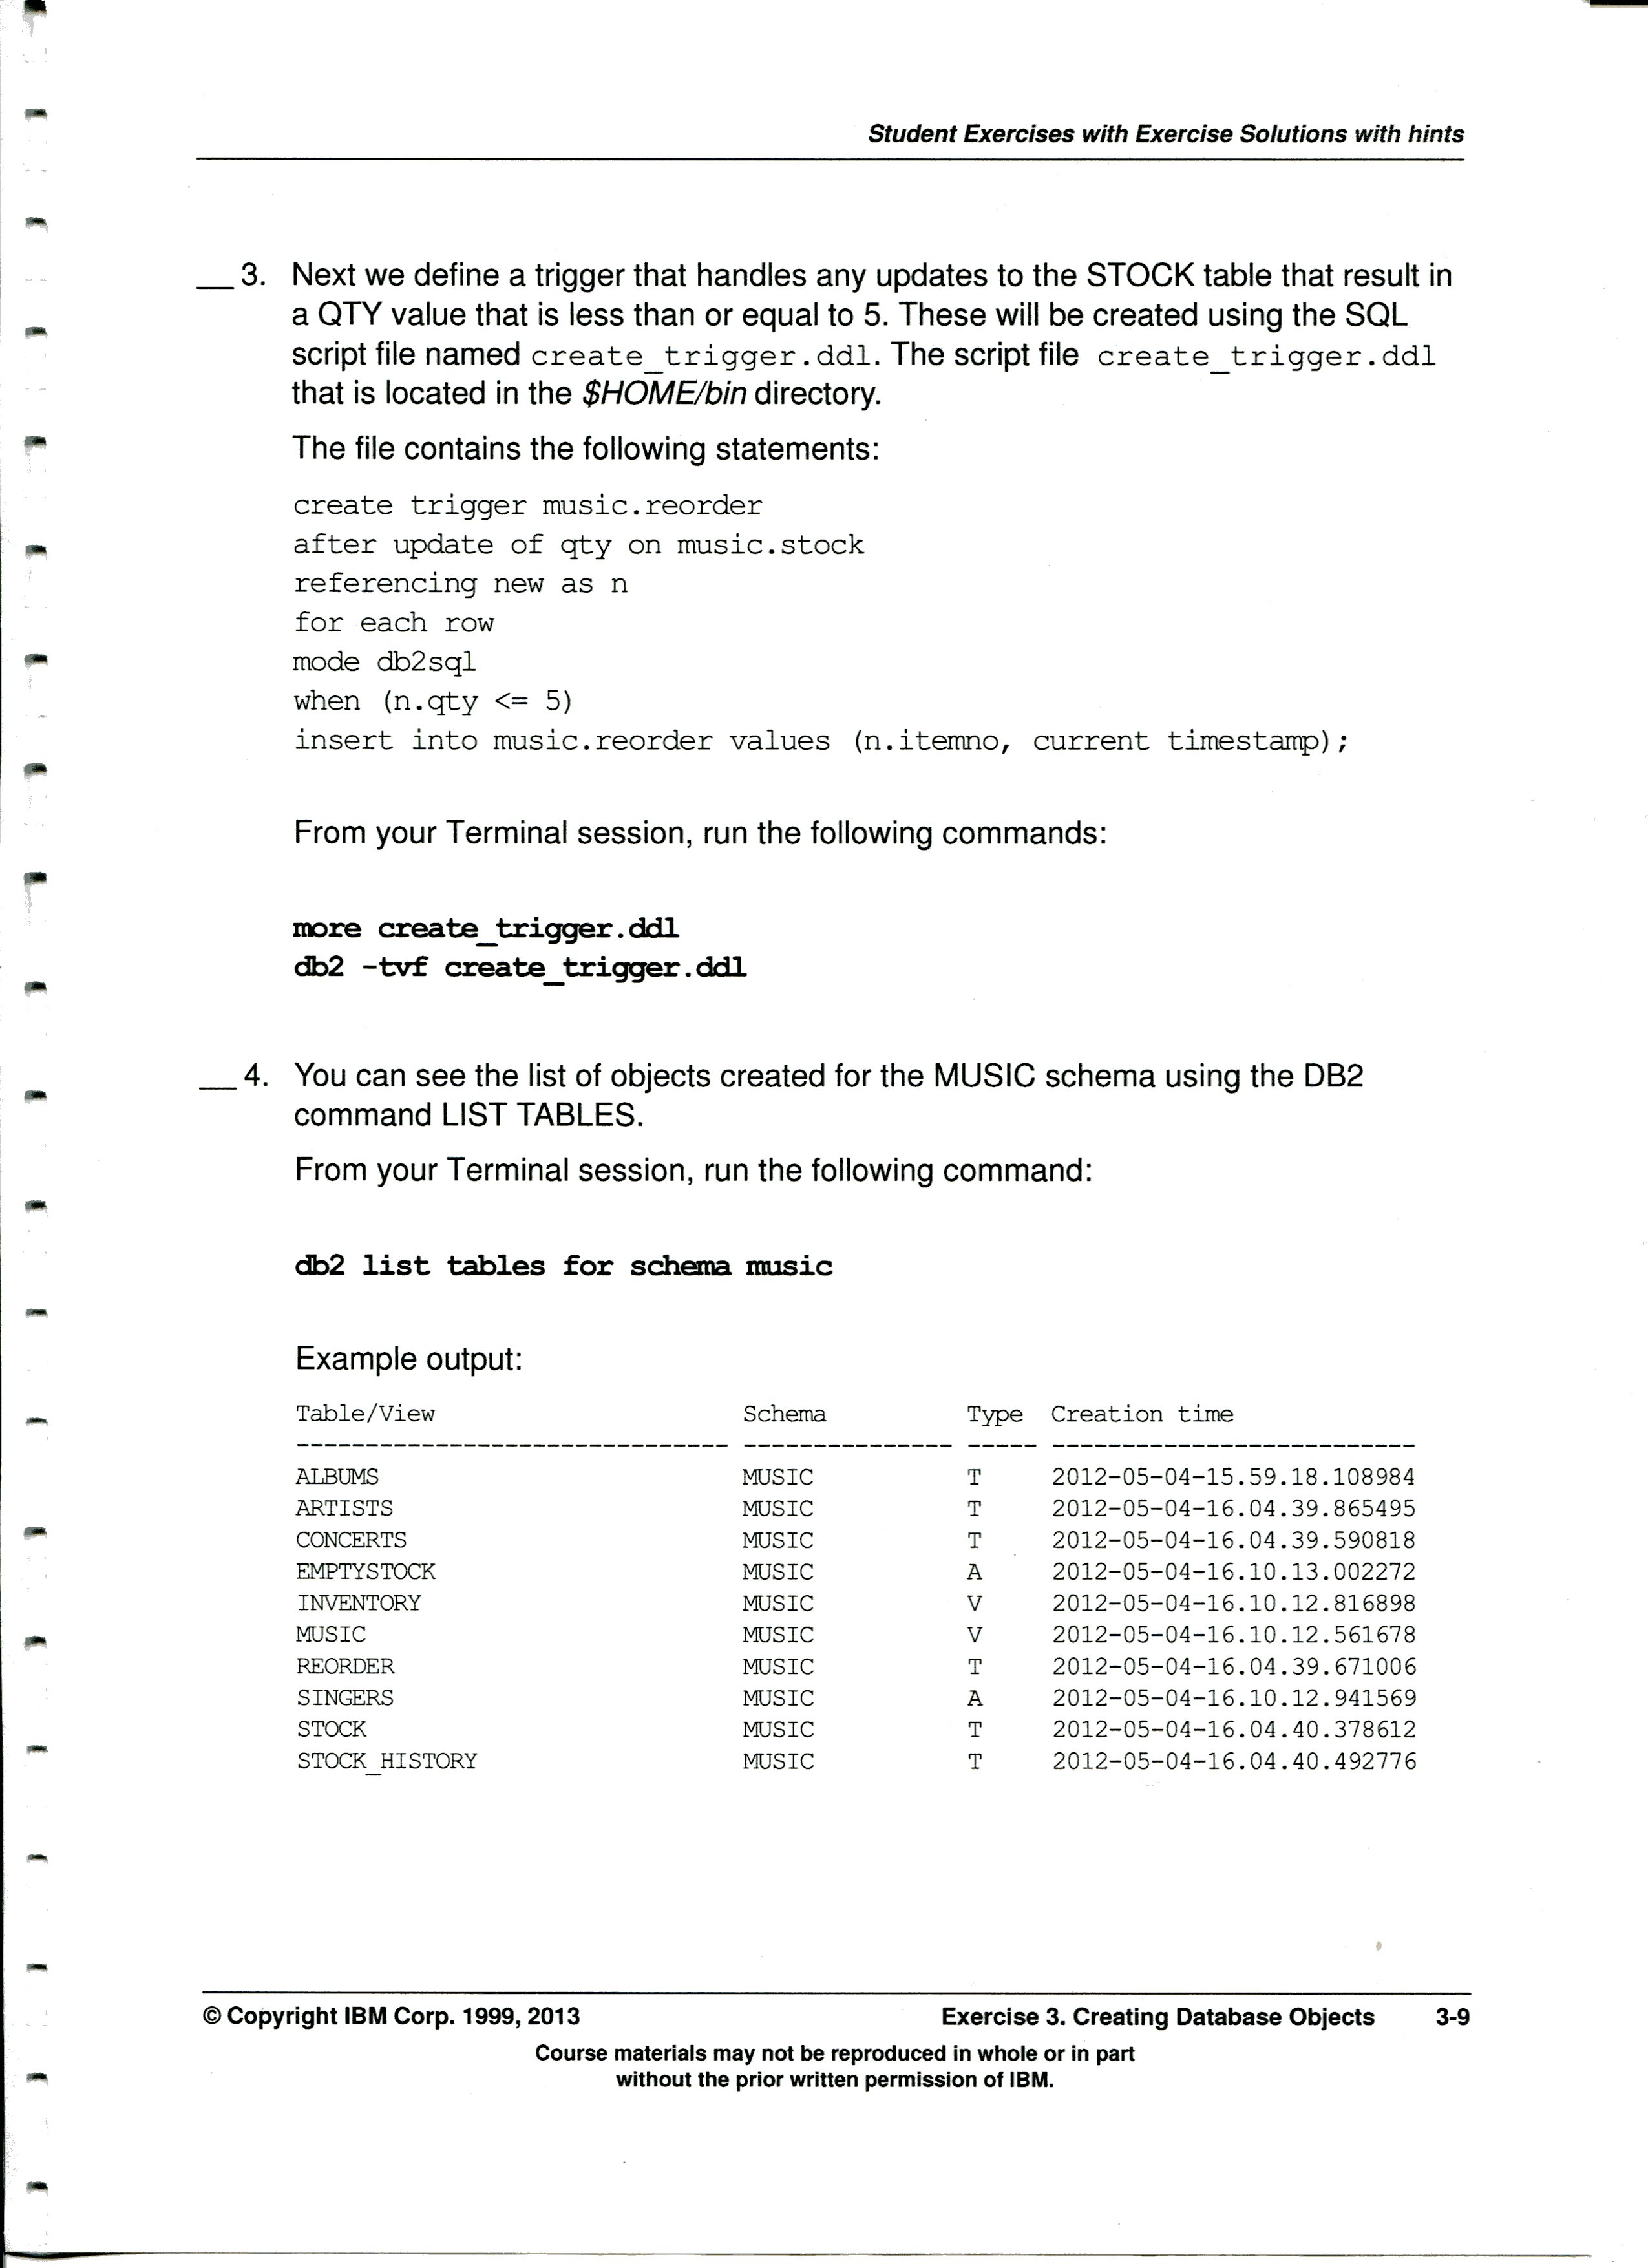 Student Exercises with Exercise Solutions with hints
__ 3. Next we define a trigger that handles any updates to the STOCK table that result in
a QTY value that is less than or equal to 5. These will be created using the SQL
script file named create_trigger.ddl. The script file create_trigger.ddl
that is located in the $HOME/bin directory.
The file contains the following statements:
create trigger music.reorder
after update of qty on music.stock
referencing new as n
for each row
mode db2sql
when (n.qty <= 5)
insert into music.reorder values (n.itemno, current timestamp);
From your Terminal session, run the following commands:
more create_trigger.ddl
db2 -tvf create_trigger.ddl
__ 4. You can see the list of objects created for the MUSIC schema using the DB2
command LIST TABLES.
From your Terminal session, run the following command:
db2 list tables for schema music
Example output:
Table/View Schema Type Creation time
--------------------------------- --------------- ----- --------------------------
ALBUMS MUSIC T 2012-05-04-15.59.18.108984
ARTISTS MUSIC T 2012-05-04-16.04.39.865495
CONCERTS MUSIC T 2012-05-04-16.04.39.590818
EMPTYSTOCK MUSIC A 2012-05-04-16.10.13.002272
INVENTORY MUSIC V 2012-05-04-16.10.12.816898
MUSIC MUSIC V 2012-05-04-16.10.12.561678
REORDER MUSIC T 2012-05-04-16.04.39.671006
SINGERS MUSIC A 2012-05-04-16.10.12.941569
STOCK MUSIC T 2012-05-04-16.04.40.378612
STOCK_HISTORY MUSIC T 2012-05-04-16.04.40.492776
© Copyright IBM Corp. 1999, 2013 Exercise 3. Creating Database Objects 3-9
Course materials may not be reproduced in whole or in part
without the prior written permission of IBM.